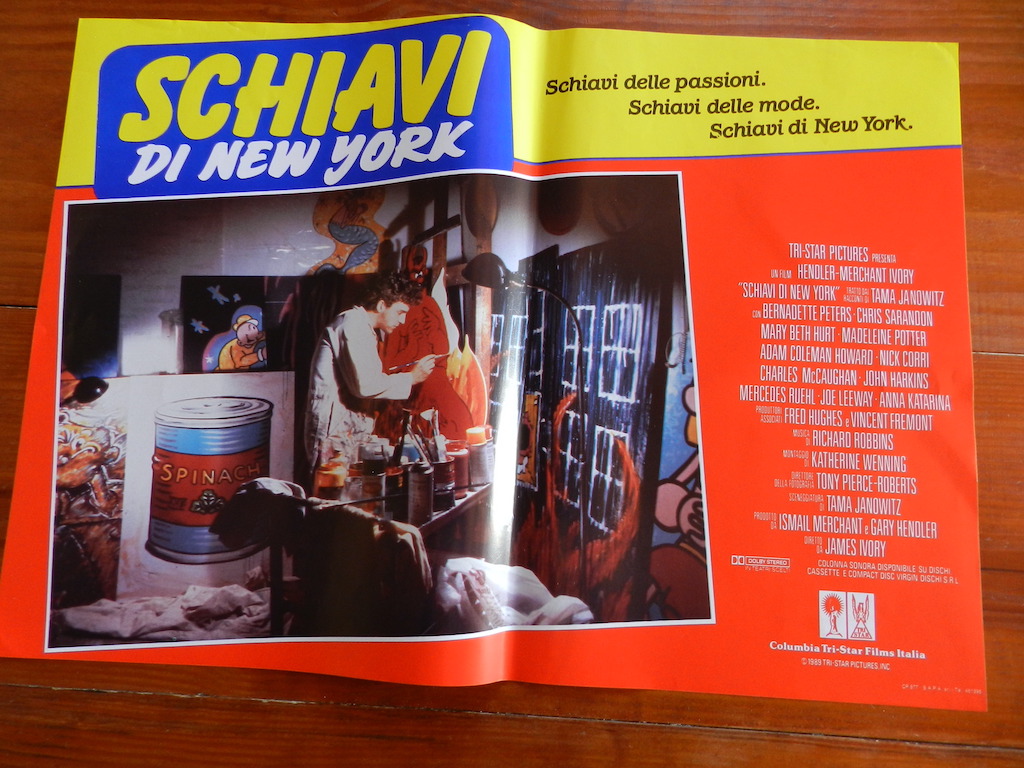 SCHIAVI
DI NEW YORK
Schiavi delle passioni.
Schiavi delle mode.
Schiavi di New York.
SPINACH
TRI-STAR PICTURES PRESENTA
UN FILM HENDLER-MERCHANT IVORY
"SCHIAVI DI NEW YORK" TRATTO DAI RACCONTI DI TAMA JANOWITZ
CON BERNADETTE PETERS · CHRIS SARANDON
MARY BETH HURT · MADELEINE POTTER
ADAM COLEMAN HOWARD · NICK CORRI
CHARLES McCAUGHAN · JOHN HARKINS
MERCEDES RUEHL · JOE LEEWAY · ANNA KATARINA
PRODUTTORI ASSOCIATI FRED HUGHES e VINCENT FREMONT
MUSICA DI RICHARD ROBBINS
MONTAGGIO DI KATHERINE WENNING
DIRETTORE DELLA FOTOGRAFIA TONY PIERCE-ROBERTS
SCENEGGIATURA DI TAMA JANOWITZ
PRODOTTO DA ISMAIL MERCHANT e GARY HENDLER
DIRETTO DA JAMES IVORY
DOLBY STEREO
IN TEATRI SCELTI
COLONNA SONORA DISPONIBILE SU DISCHI
CASSETTE E COMPACT DISC VIRGIN DISCHI S.R.L.
TRI STAR
Columbia Tri-Star Films Italia
© 1989 TRI-STAR PICTURES, INC